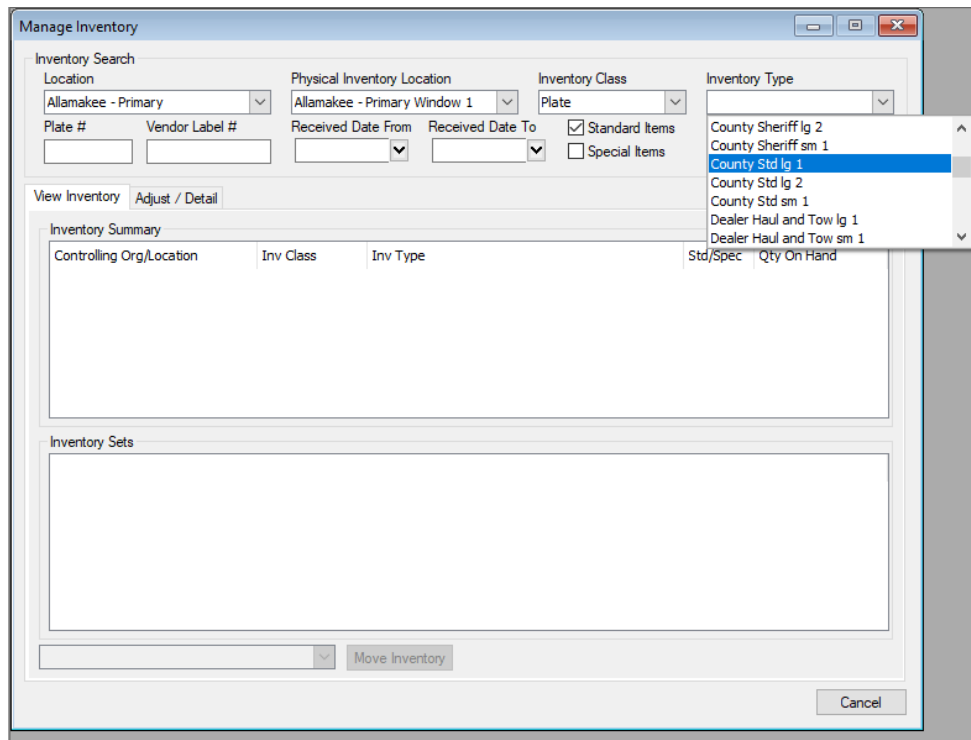 Manage Inventory
Inventory Search
Location Physical Inventory Location Inventory Class Inventory Type
Allamakee - Primary Allamakee - Primary Window 1 Plate
Plate # Vendor Label # Received Date From Received Date To Standard Items
Special Items
County Sheriff lg 2
County Sheriff sm 1
County Std lg 1
County Std lg 2
County Std sm 1
Dealer Haul and Tow lg 1
Dealer Haul and Tow sm 1
View Inventory Adjust / Detail
Inventory Summary
Controlling Org/Location Inv Class Inv Type Std/Spec Qty On Hand
Inventory Sets
Move Inventory
Cancel